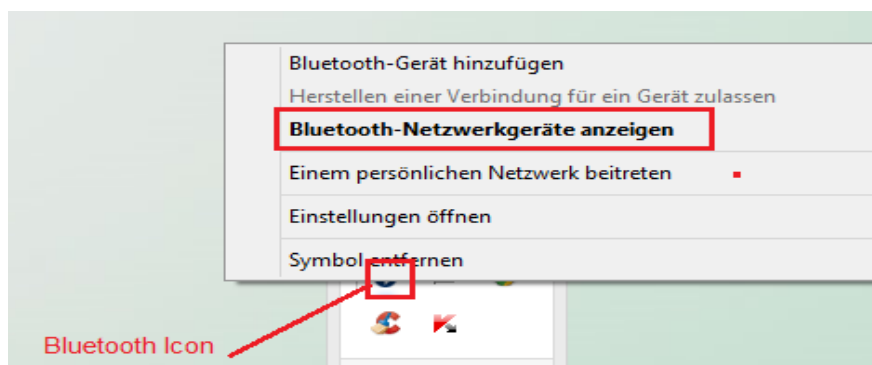 Bluetooth-Gerät hinzufügen
Herstellen einer Verbindung für ein Gerät zulassen
Bluetooth-Netzwerkgeräte anzeigen
Einem persönlichen Netzwerk beitreten
Einstellungen öffnen
Symbol entfernen
Bluetooth Icon